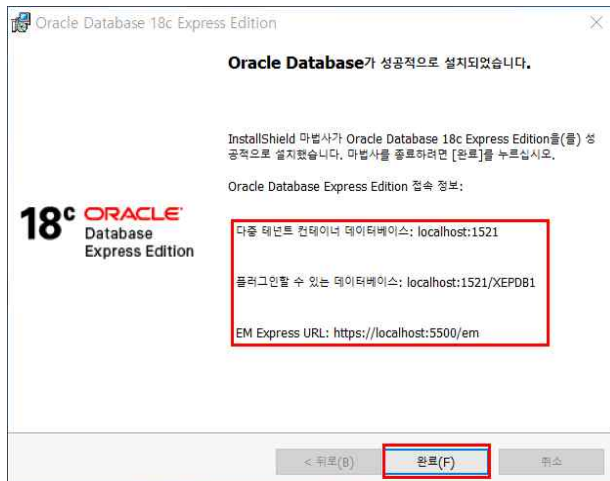 Oracle Database 18c Express Edition
Oracle Database가 성공적으로 설치되었습니다.
InstallShield 마법사가 Oracle Database 18c Express Edition을(를) 성
공적으로 설치했습니다. 마법사를 종료하려면 [완료]를 누르십시오.
Oracle Database Express Edition 접속 정보:
18c ORACLE
Database
Express Edition
다중 테넌트 컨테이너 데이터베이스: localhost:1521
플러그인할 수 있는 데이터베이스: localhost:1521/XEPDB1
EM Express URL: https://localhost:5500/em
< 뒤로(B)
완료(F)
취소